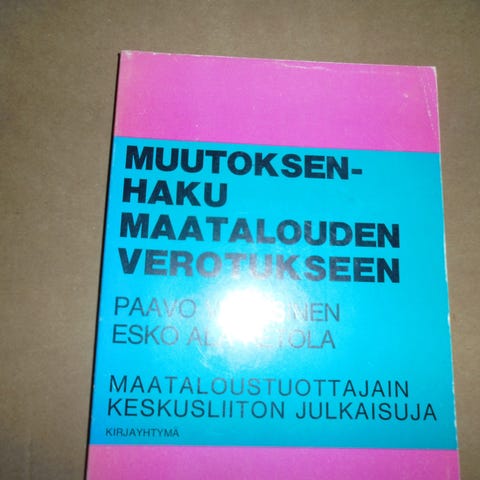 MUUTOKSEN-
HAKU
MAATALOUDEN
VEROTUKSEEN
PAAVO
ESKO
MAATALOUSTUOTTAJAIN
KESKUSLIITON JULKAISUJA
KIRJAYHTYMÄ